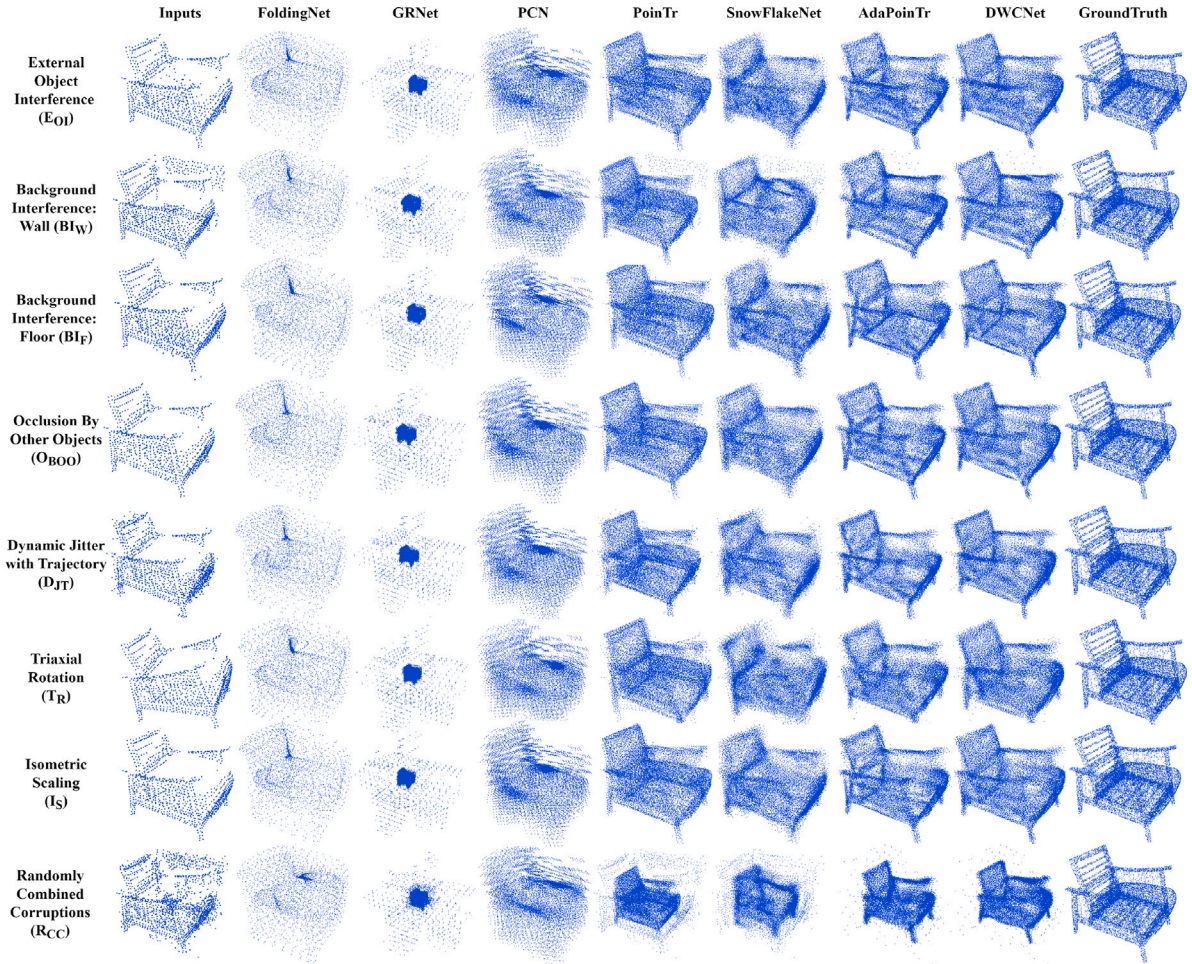 Inputs FoldingNet GRNet PCN PoinTr SnowFlakeNet AdaPoinTr DWCNet GroundTruth
External
Object
Interference
(EOI)
Background
Interference:
Wall (BIW)
Background
Interference:
Floor (BIF)
Occlusion By
Other Objects
(OBOO)
Dynamic Jitter
with Trajectory
(DJT)
Triaxial
Rotation
(TR)
Isometric
Scaling
(IS)
Randomly
Combined
Corruptions
(RCC)